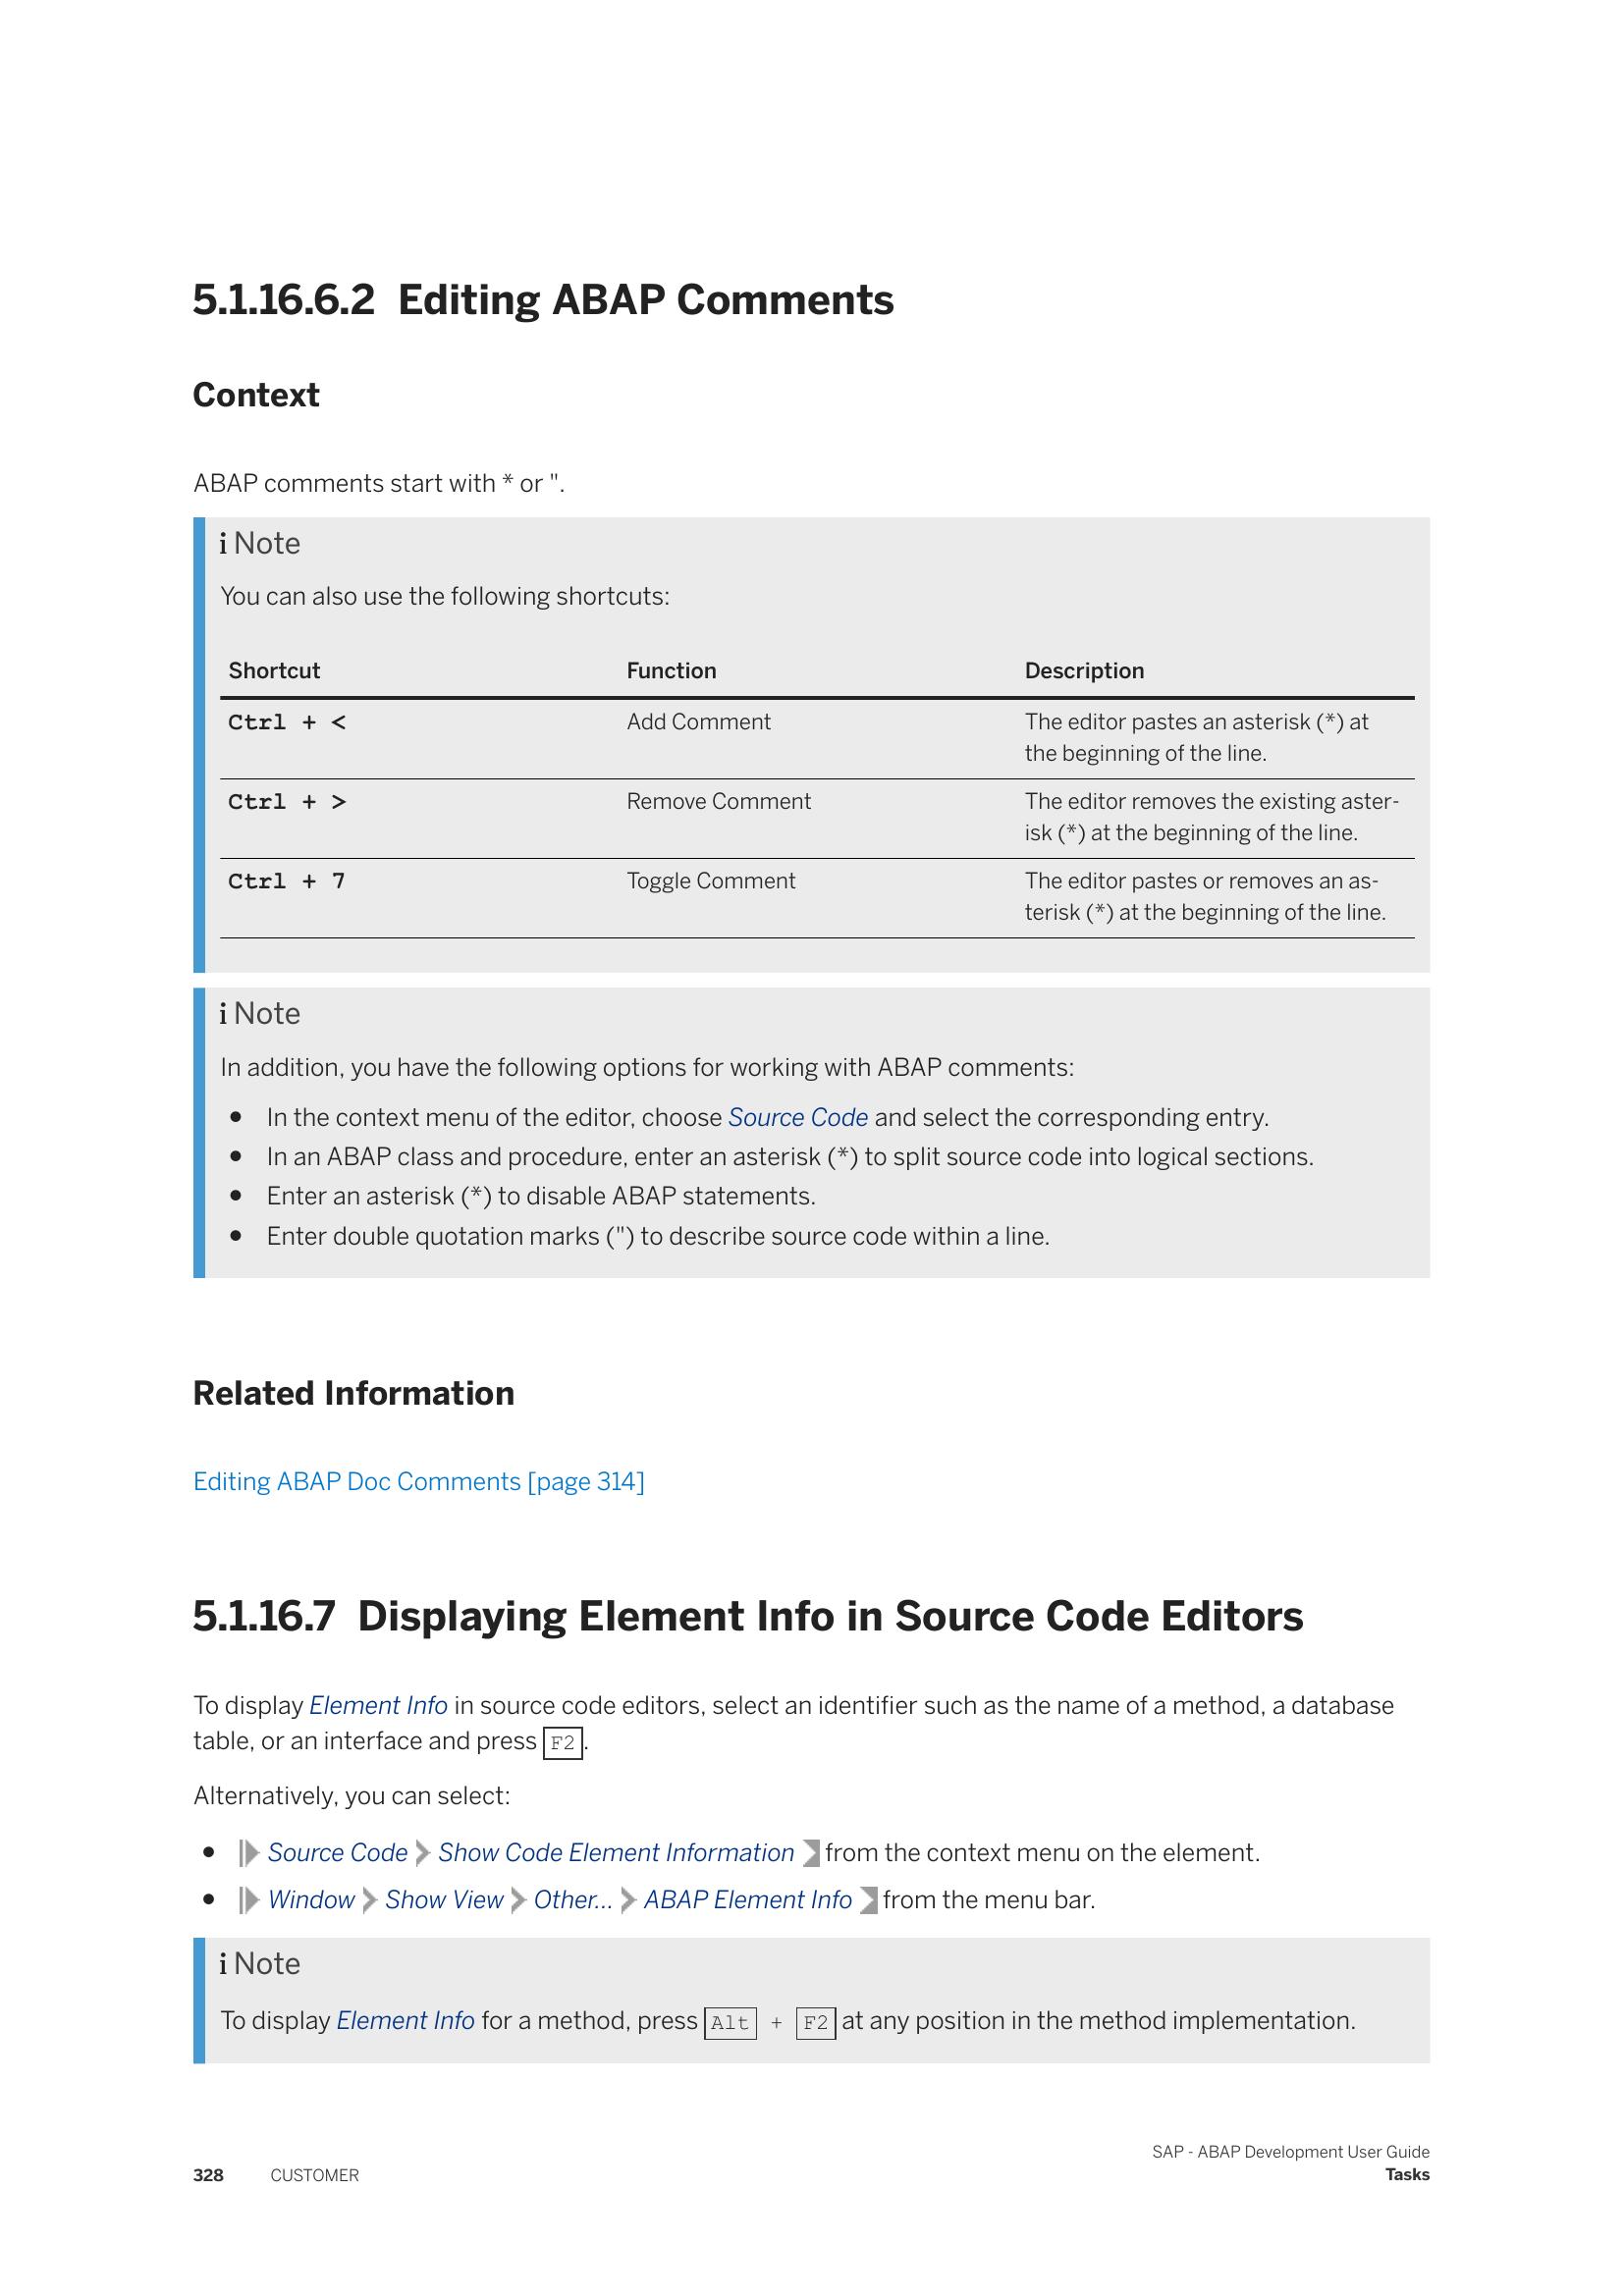 5.1.16.6.2 Editing ABAP Comments
Context
ABAP comments start with * or ".
i Note
You can also use the following shortcuts:
Shortcut Function Description
Ctrl + < Add Comment The editor pastes an asterisk (*) at
the beginning of the line.
Ctrl + > Remove Comment The editor removes the existing aster-
isk (*) at the beginning of the line.
Ctrl + 7 Toggle Comment The editor pastes or removes an as-
terisk (*) at the beginning of the line.
i Note
In addition, you have the following options for working with ABAP comments:
● In the context menu of the editor, choose Source Code and select the corresponding entry.
● In an ABAP class and procedure, enter an asterisk (*) to split source code into logical sections.
● Enter an asterisk (*) to disable ABAP statements.
● Enter double quotation marks (") to describe source code within a line.
Related Information
Editing ABAP Doc Comments [page 314]
5.1.16.7 Displaying Element Info in Source Code Editors
To display Element Info in source code editors, select an identifier such as the name of a method, a database
table, or an interface and press F2.
Alternatively, you can select:
● Source Code > Show Code Element Information from the context menu on the element.
● Window > Show View > Other... > ABAP Element Info from the menu bar.
i Note
To display Element Info for a method, press Alt + F2 at any position in the method implementation.
SAP - ABAP Development User Guide
328 CUSTOMER Tasks